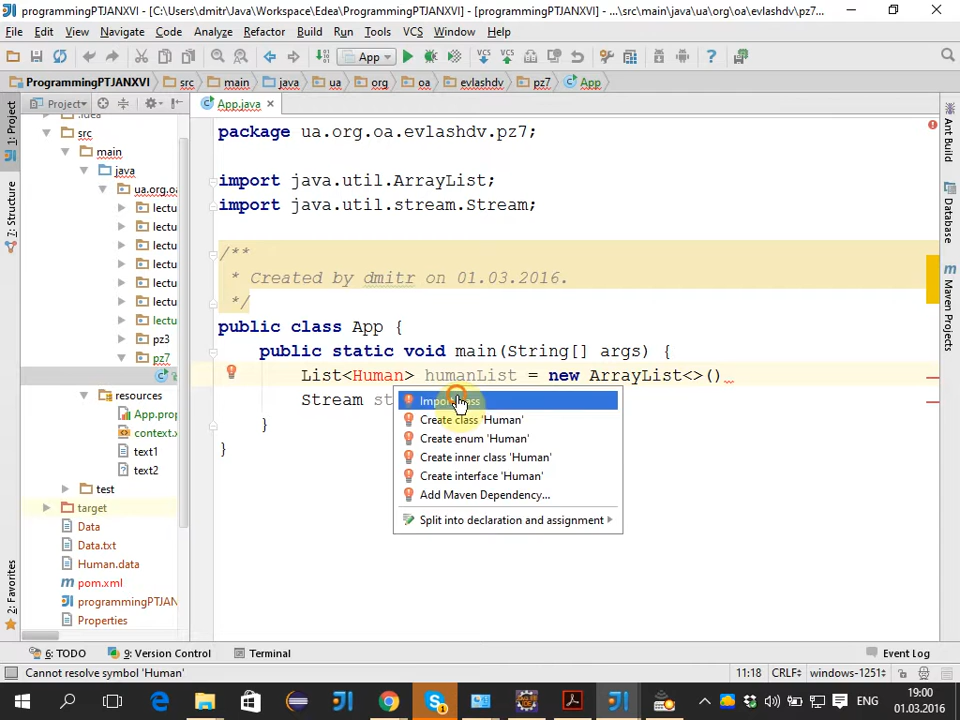 programmingPTJANXVI - [C:\Users\dmitr\Java\Workspace\Edea\ProgrammingPTJANXVI] - [programmingPTJANXVI] - ...\src\main\java\ua\org\oa\evlashdv\pz7...
File Edit View Navigate Code Analyze Refactor Build Run Tools VCS Window Help
App
ProgrammingPTJANXVI src main java ua org oa evlashdv pz7 App
Project App.java
1: Project
7: Structure
2: Favorites
.idea
src
main
java
ua.org.oa
lectu
lectu
lectu
lectu
lectu
lectu
lectu
pz3
pz7
resources
App.prop
context.x
text1
text2
test
target
Data
Data.txt
Human.data
pom.xml
programmingPTJAN
Properties
package ua.org.oa.evlashdv.pz7;
import java.util.ArrayList;
import java.util.stream.Stream;
/**
* Created by dmitr on 01.03.2016.
*/
public class App {
public static void main(String[] args) {
List<Human> humanList = new ArrayList<>()
Stream st
}
}
Import class
Create class 'Human'
Create enum 'Human'
Create inner class 'Human'
Create interface 'Human'
Add Maven Dependency...
Split into declaration and assignment
Ant Build
Database
Maven Projects
6: TODO 9: Version Control Terminal Event Log
Cannot resolve symbol 'Human' 11:18 CRLF windows-1251
ENG 19:00
01.03.2016